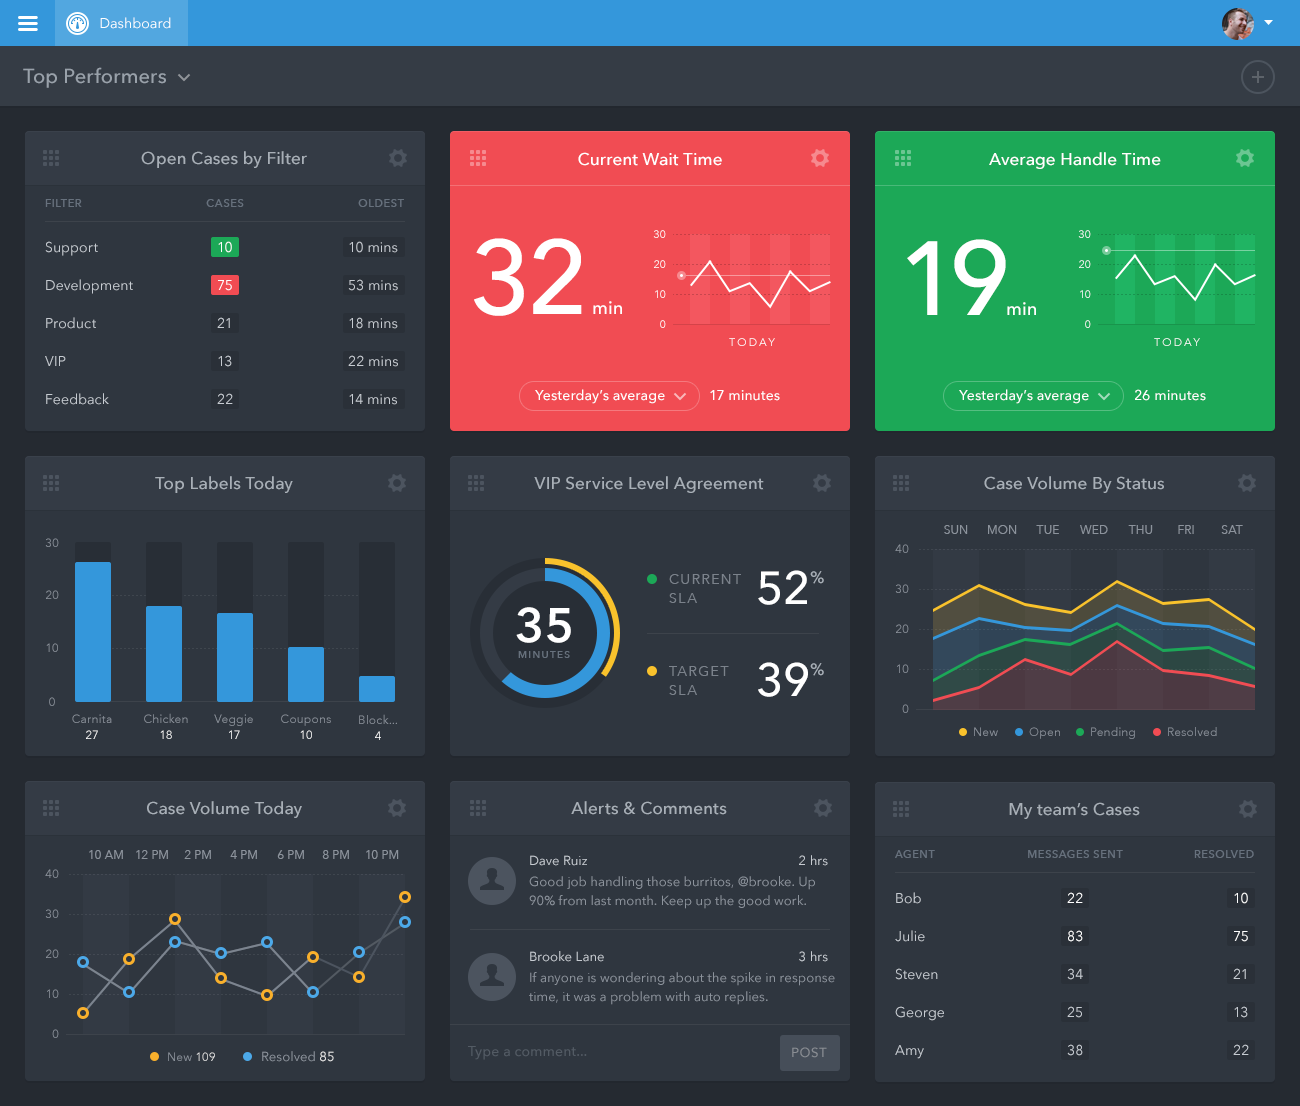 Dashboard
Top Performers
Open Cases by Filter
FILTER CASES OLDEST
Support 10 10 mins
Development 75 53 mins
Product 21 18 mins
VIP 13 22 mins
Feedback 22 14 mins
Current Wait Time
32 min
30
20
10
0
TODAY
Yesterday's average 17 minutes
Average Handle Time
19 min
30
20
10
0
TODAY
Yesterday's average 26 minutes
Top Labels Today
30
20
10
0
Carnita Chicken Veggie Coupons Block...
27 18 17 10 4
VIP Service Level Agreement
35
MINUTES
CURRENT SLA 52%
TARGET SLA 39%
Case Volume By Status
SUN MON TUE WED THU FRI SAT
40
30
20
10
0
New Open Pending Resolved
Case Volume Today
10 AM 12 PM 2 PM 4 PM 6 PM 8 PM 10 PM
40
30
20
10
0
New 109 Resolved 85
Alerts & Comments
Dave Ruiz 2 hrs
Good job handling those burritos, @brooke. Up
90% from last month. Keep up the good work.
Brooke Lane 3 hrs
If anyone is wondering about the spike in response
time, it was a problem with auto replies.
Type a comment... POST
My team's Cases
AGENT MESSAGES SENT RESOLVED
Bob 22 10
Julie 83 75
Steven 34 21
George 25 13
Amy 38 22